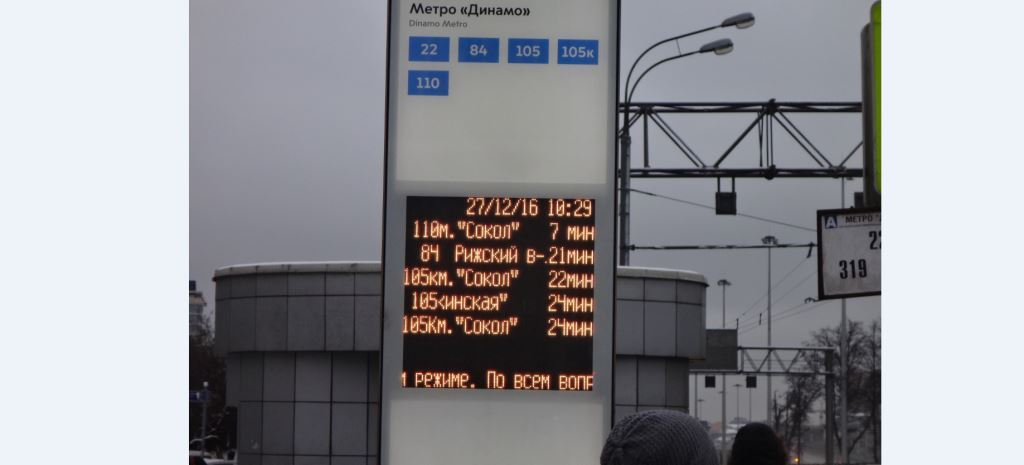 Метро «Динамо»
Dinamo Metro
22 84 105 105к
110
27/12/16 10:29
110м."Сокол" 7 мин
84 Рижский в-.21мин
105км."Сокол" 22мин
105<инская" 24мин
105Км."Сокол" 24мин
режиме. По всем вопр
А МЕТРО
319